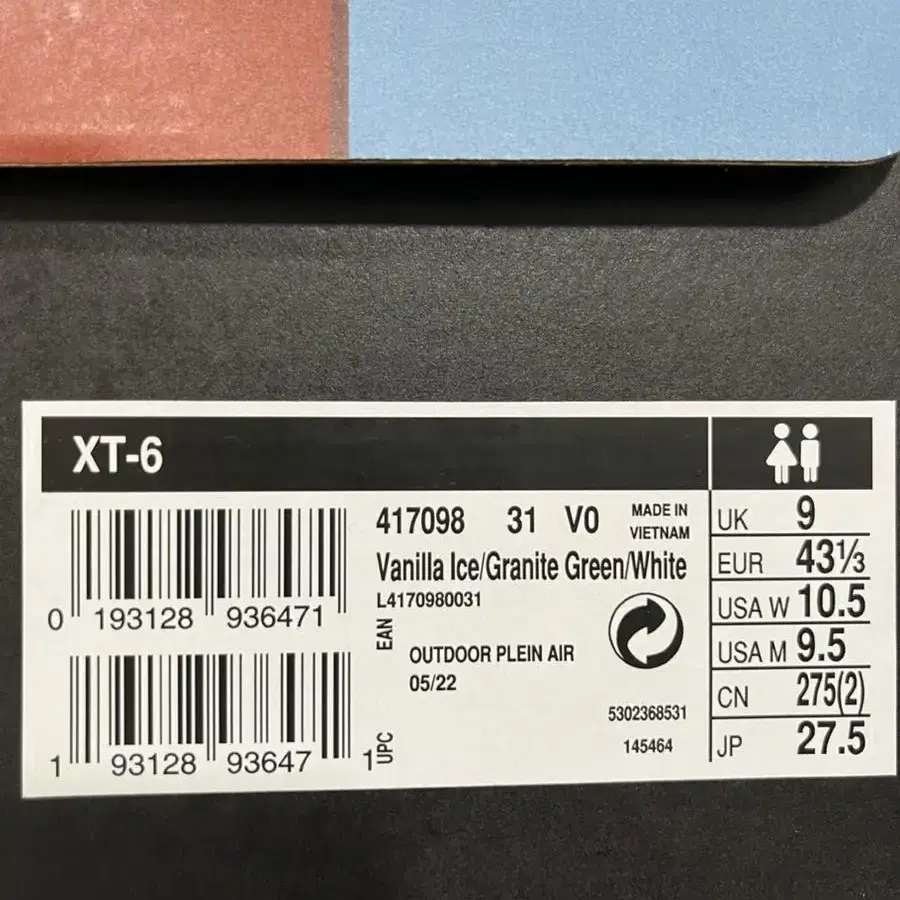 XT-6
417098 31 V0
MADE IN
VIETNAM
Vanilla Ice/Granite Green/White
L4170980031
0 193128 936471
EAN
OUTDOOR PLEIN AIR
05/22
5302368531
145464
1 93128 93647 1
UPC
UK 9
EUR 43⅓
USA W 10.5
USA M 9.5
CN 275(2)
JP 27.5